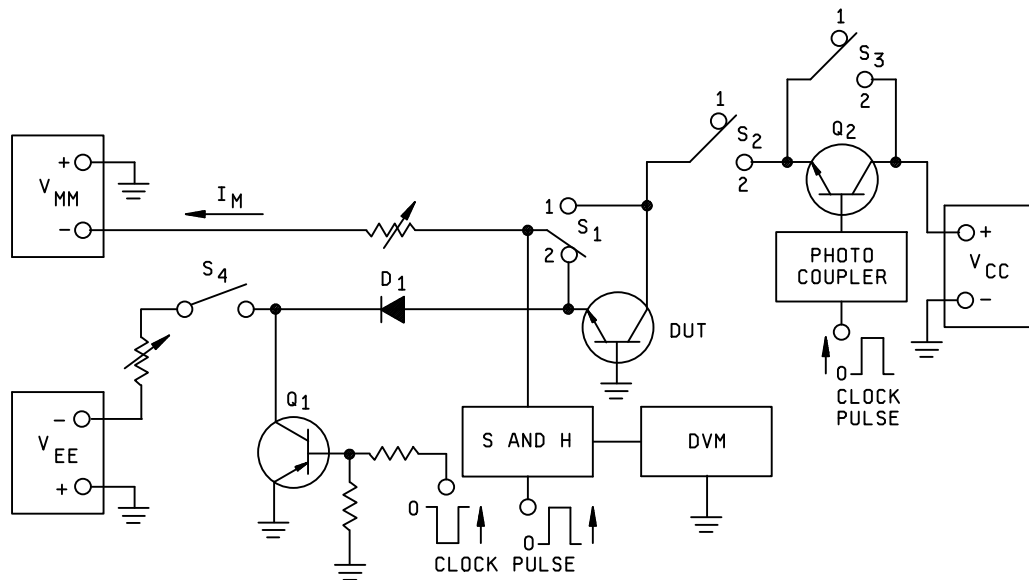 1
S3
2
1
S2
2
Q2
+
VMM
−
IM
1
S1
2
PHOTO
COUPLER
+
VCC
−
S4
D1
DUT
0
CLOCK
PULSE
−
VEE
+
Q1
S AND H
DVM
0
0
CLOCK PULSE